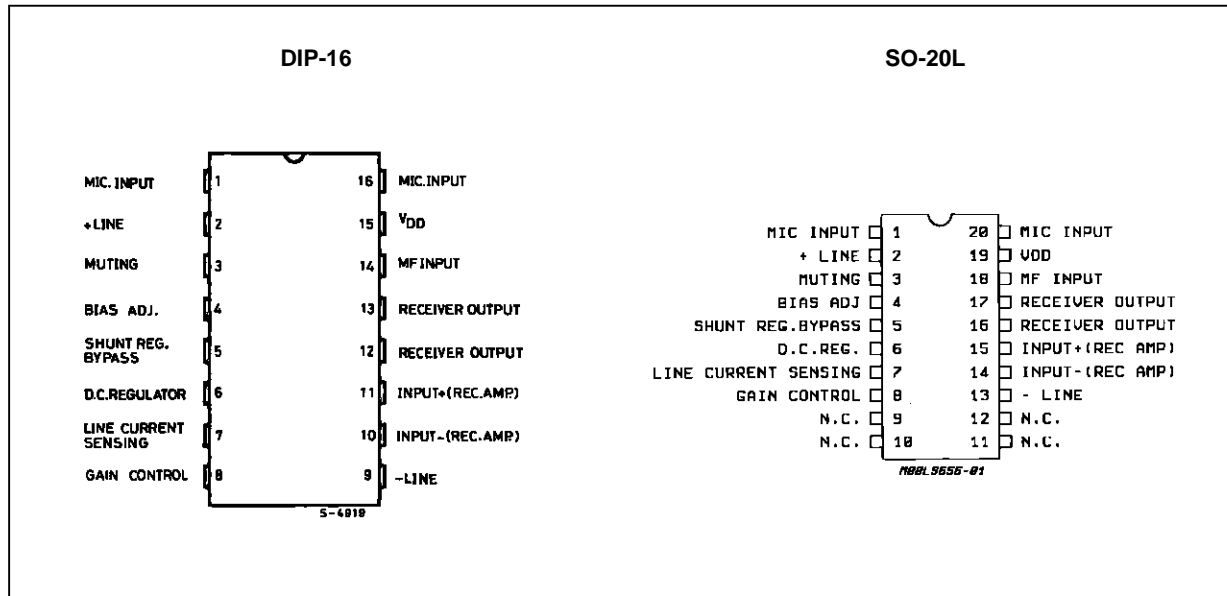 DIP-16
MIC. INPUT 1 16 MIC.INPUT
+LINE 2 15 VDD
MUTING 3 14 MF INPUT
BIAS ADJ. 4 13 RECEIVER OUTPUT
SHUNT REG.
BYPASS 5 12 RECEIVER OUTPUT
D.C.REGULATOR 6 11 INPUT+(REC.AMP.)
LINE CURRENT
SENSING 7 10 INPUT-(REC.AMP.)
GAIN CONTROL 8 9 -LINE
S-4919
SO-20L
MIC INPUT 1 20 MIC INPUT
+ LINE 2 19 VDD
MUTING 3 18 MF INPUT
BIAS ADJ 4 17 RECEIVER OUTPUT
SHUNT REG.BYPASS 5 16 RECEIVER OUTPUT
D.C.REG. 6 15 INPUT+(REC AMP)
LINE CURRENT SENSING 7 14 INPUT-(REC AMP)
GAIN CONTROL 8 13 - LINE
N.C. 9 12 N.C.
N.C. 10 11 N.C.